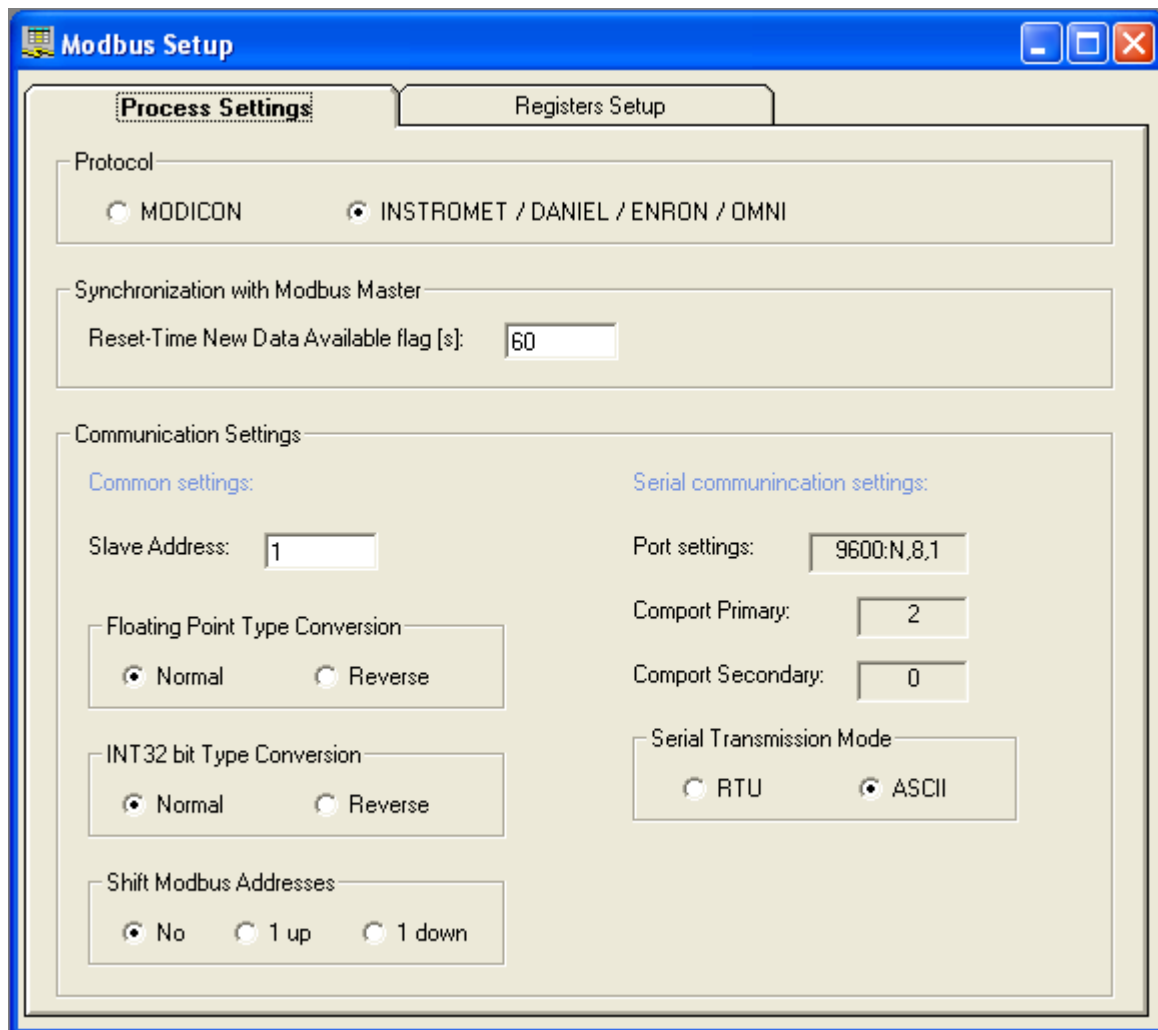 Modbus Setup
Process Settings
Registers Setup
Protocol
MODICON
INSTROMET / DANIEL / ENRON / OMNI
Synchronization with Modbus Master
Reset-Time New Data Available flag [s]: 60
Communication Settings
Common settings:
Serial communincation settings:
Slave Address: 1
Port settings: 9600:N,8,1
Comport Primary: 2
Floating Point Type Conversion
Normal Reverse
Comport Secondary: 0
INT32 bit Type Conversion
Normal Reverse
Serial Transmission Mode
RTU ASCII
Shift Modbus Addresses
No 1 up 1 down